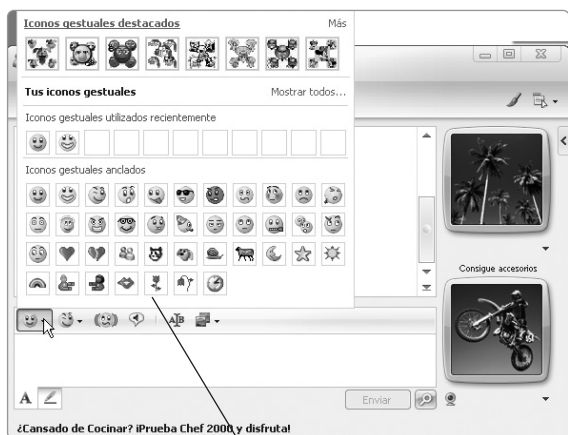 Iconos gestuales destacados Más
Tus iconos gestuales Mostrar todos...
Iconos gestuales utilizados recientemente
Iconos gestuales anclados
Consigue accesorios
A I B
A
Enviar
¿Cansado de Cocinar? ¡Prueba Chef 2000 y disfruta!